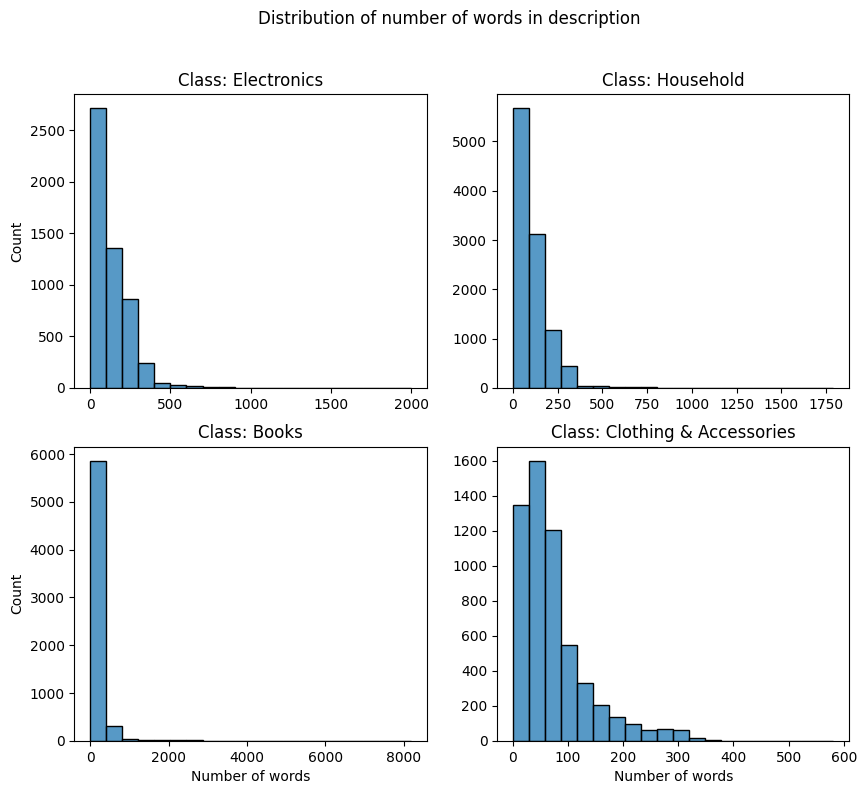 Distribution of number of words in description
Class: Electronics
Count
2500
2000
1500
1000
500
0
0 500 1000 1500 2000
Class: Household
5000
4000
3000
2000
1000
0
0 250 500 750 1000 1250 1500 1750
Class: Books
Count
6000
5000
4000
3000
2000
1000
0
0 2000 4000 6000 8000
Number of words
Class: Clothing & Accessories
1600
1400
1200
1000
800
600
400
200
0
0 100 200 300 400 500 600
Number of words